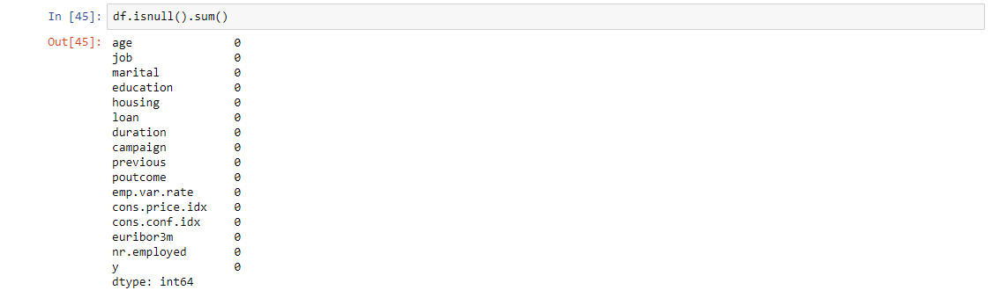 In [45]: df.isnull().sum()
Out[45]: age 0
job 0
marital 0
education 0
housing 0
loan 0
duration 0
campaign 0
previous 0
poutcome 0
emp.var.rate 0
cons.price.idx 0
cons.conf.idx 0
euribor3m 0
nr.employed 0
y 0
dtype: int64